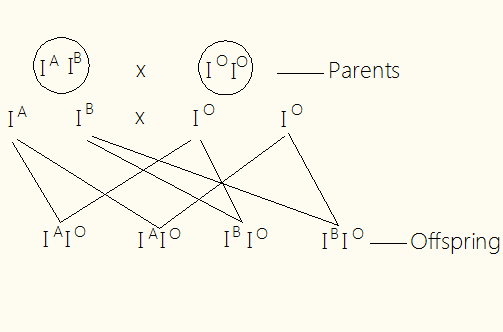 I^A I^B x I^O I^O Parents
I^A I^B x I^O I^O
I^A I^O I^A I^O I^B I^O I^B I^O Offspring